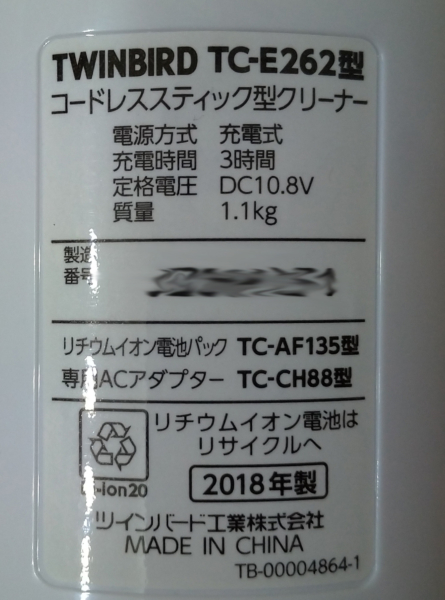 TWINBIRD TC-E262型
コードレススティック型クリーナー
電源方式 充電式
充電時間 3時間
定格電圧 DC10.8V
質量 1.1kg
製造
番号
リチウムイオン電池パック TC-AF135型
専用ACアダプター TC-CH88型
リチウムイオン電池は
リサイクルへ
Li-ion20
2018年製
ツインバード工業株式会社
MADE IN CHINA
TB-00004864-1